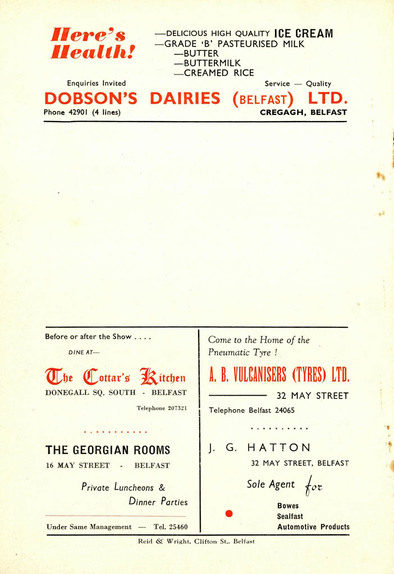 Here's
Health!
—DELICIOUS HIGH QUALITY ICE CREAM
—GRADE 'B' PASTEURISED MILK
—BUTTER
—BUTTERMILK
—CREAMED RICE
Enquiries Invited
Service — Quality
DOBSON'S DAIRIES (BELFAST) LTD.
Phone 42901 (4 lines)
CREGAGH, BELFAST
Before or after the Show . . . .
DINE AT—
The Cottar's Kitchen
DONEGALL SQ. SOUTH - BELFAST
Telephone 207321
THE GEORGIAN ROOMS
16 MAY STREET - BELFAST
Private Luncheons &
Dinner Parties
Under Same Management — Tel. 25460
Come to the Home of the
Pneumatic Tyre !
A. B. VULCANISERS (TYRES) LTD.
32 MAY STREET
Telephone Belfast 24065
J. G. HATTON
32 MAY STREET, BELFAST
Sole Agent for
Bowes
Sealfast
Automotive Products
Reid & Wright, Clifton St., Belfast